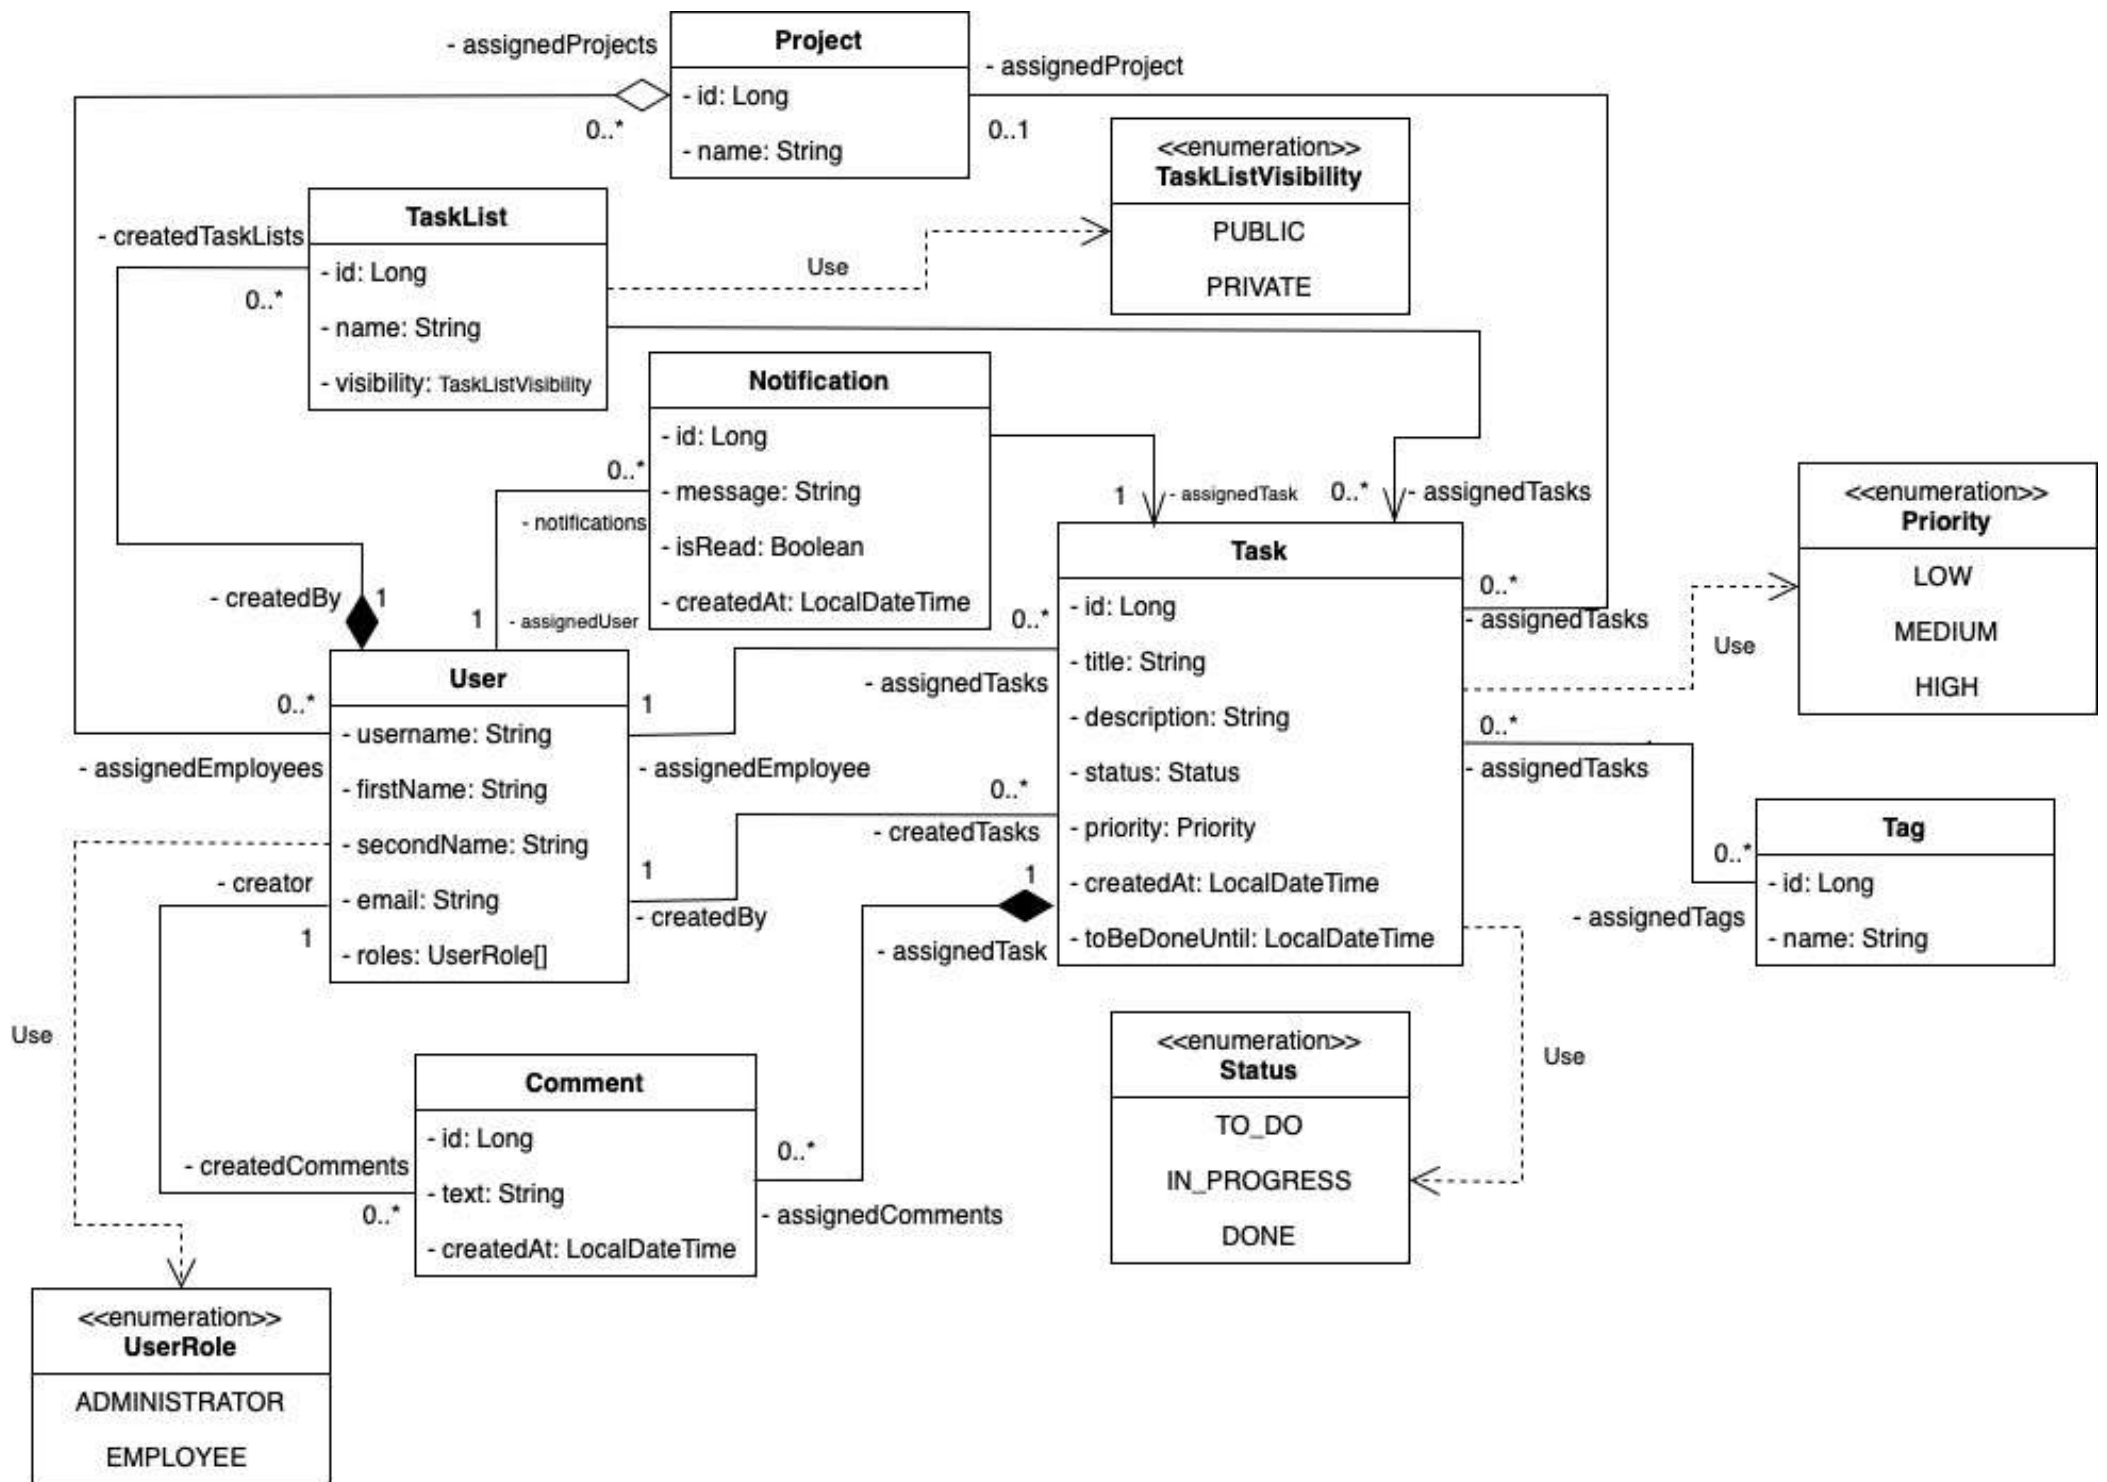 - assignedProjects
Project
- assignedProject
- id: Long
0..*
0..1
- name: String
<<enumeration>>
TaskListVisibility
PUBLIC
PRIVATE
TaskList
- createdTaskLists
- id: Long
0..*
- name: String
- visibility: TaskListVisibility
Use
Notification
- id: Long
0..*
- message: String
- notifications
- isRead: Boolean
- createdAt: LocalDateTime
1
- assignedTask
0..*
- assignedTasks
<<enumeration>>
Priority
LOW
MEDIUM
HIGH
- createdBy
1
1
- assignedUser
0..*
Task
- id: Long
- title: String
- description: String
- status: Status
- priority: Priority
- createdAt: LocalDateTime
- toBeDoneUntil: LocalDateTime
0..*
- assignedTasks
Use
User
0..*
- username: String
- assignedEmployees
- firstName: String
- secondName: String
- email: String
- roles: UserRole[]
1
- assignedTasks
- assignedEmployee
0..*
- createdTasks
1
- createdBy
1
- assignedTask
0..*
- assignedTasks
Tag
0..*
- id: Long
- assignedTags
- name: String
- creator
1
Use
Comment
- id: Long
- text: String
- createdAt: LocalDateTime
- createdComments
0..*
0..*
- assignedComments
<<enumeration>>
Status
TO_DO
IN_PROGRESS
DONE
Use
<<enumeration>>
UserRole
ADMINISTRATOR
EMPLOYEE